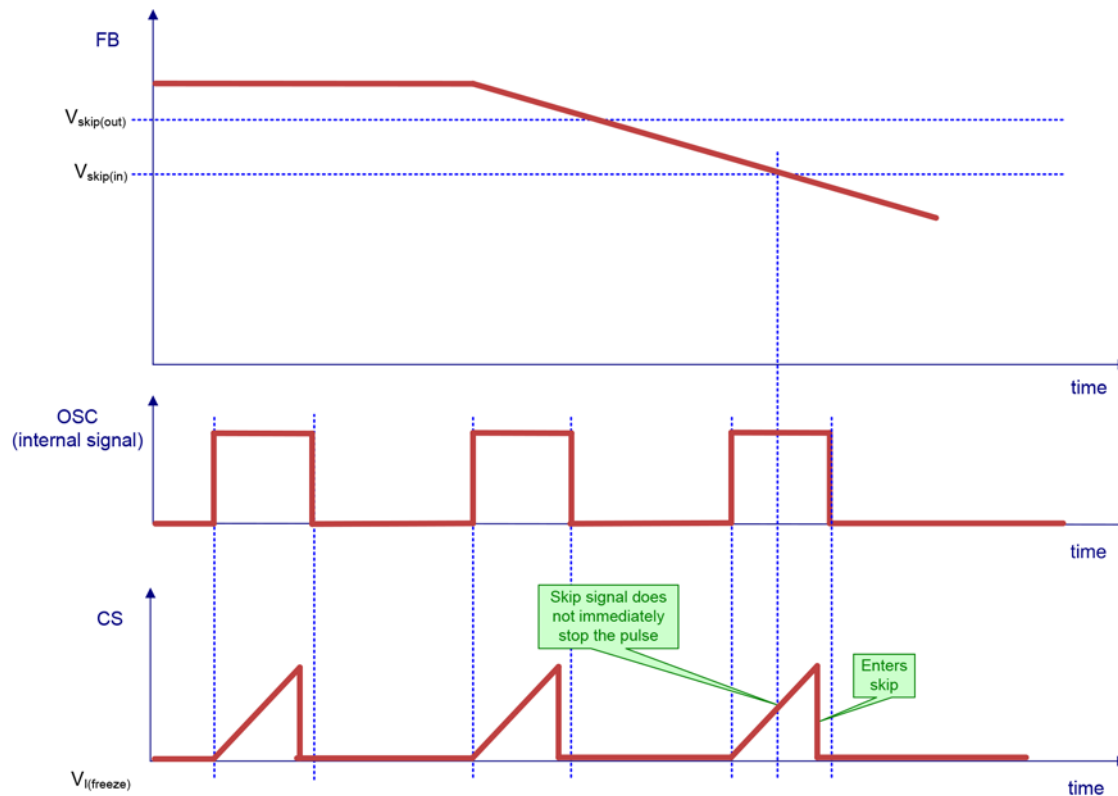 FB
Vskip(out)
Vskip(in)
time
OSC
(internal signal)
time
CS
Skip signal does
not immediately
stop the pulse
Enters
skip
VI(freeze)
time